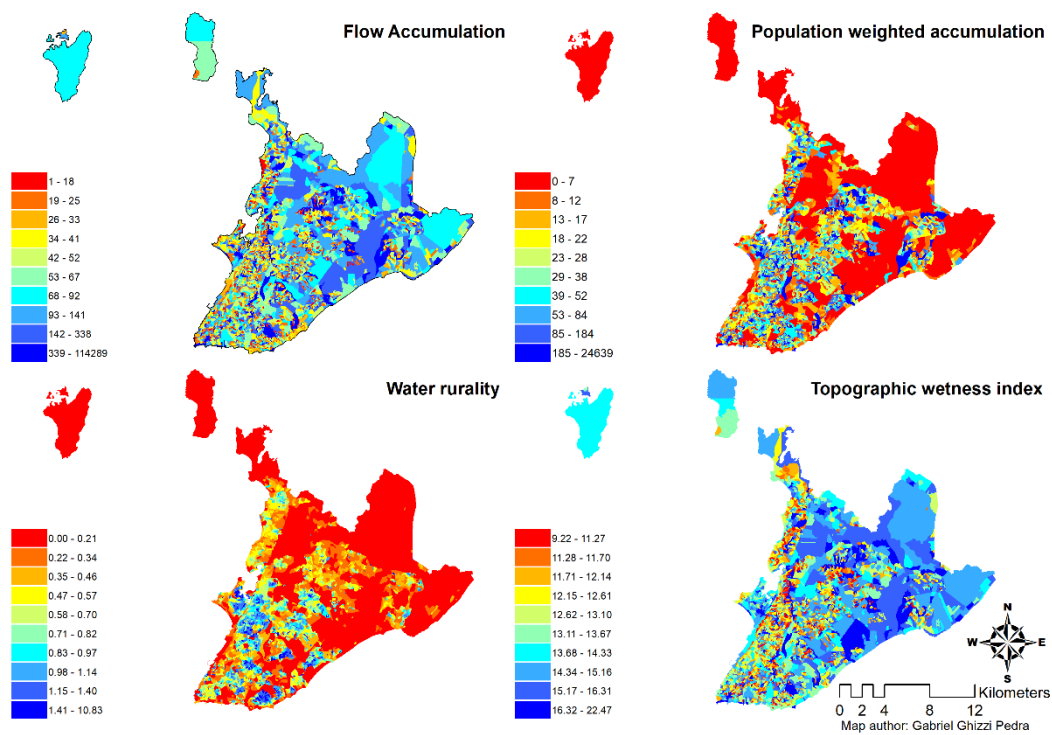 Flow Accumulation
1 - 18
19 - 25
26 - 33
34 - 41
42 - 52
53 - 67
68 - 92
93 - 141
142 - 338
339 - 114289
Population weighted accumulation
0 - 7
8 - 12
13 - 17
18 - 22
23 - 28
29 - 38
39 - 52
53 - 84
85 - 184
185 - 24639
Water rurality
0.00 - 0.21
0.22 - 0.34
0.35 - 0.46
0.47 - 0.57
0.58 - 0.70
0.71 - 0.82
0.83 - 0.97
0.98 - 1.14
1.15 - 1.40
1.41 - 10.83
Topographic wetness index
9.22 - 11.27
11.28 - 11.70
11.71 - 12.14
12.15 - 12.61
12.62 - 13.10
13.11 - 13.67
13.68 - 14.33
14.34 - 15.16
15.17 - 16.31
16.32 - 22.47
N
W E
S
Kilometers
0 2 4 8 12
Map author: Gabriel Ghizzi Pedra